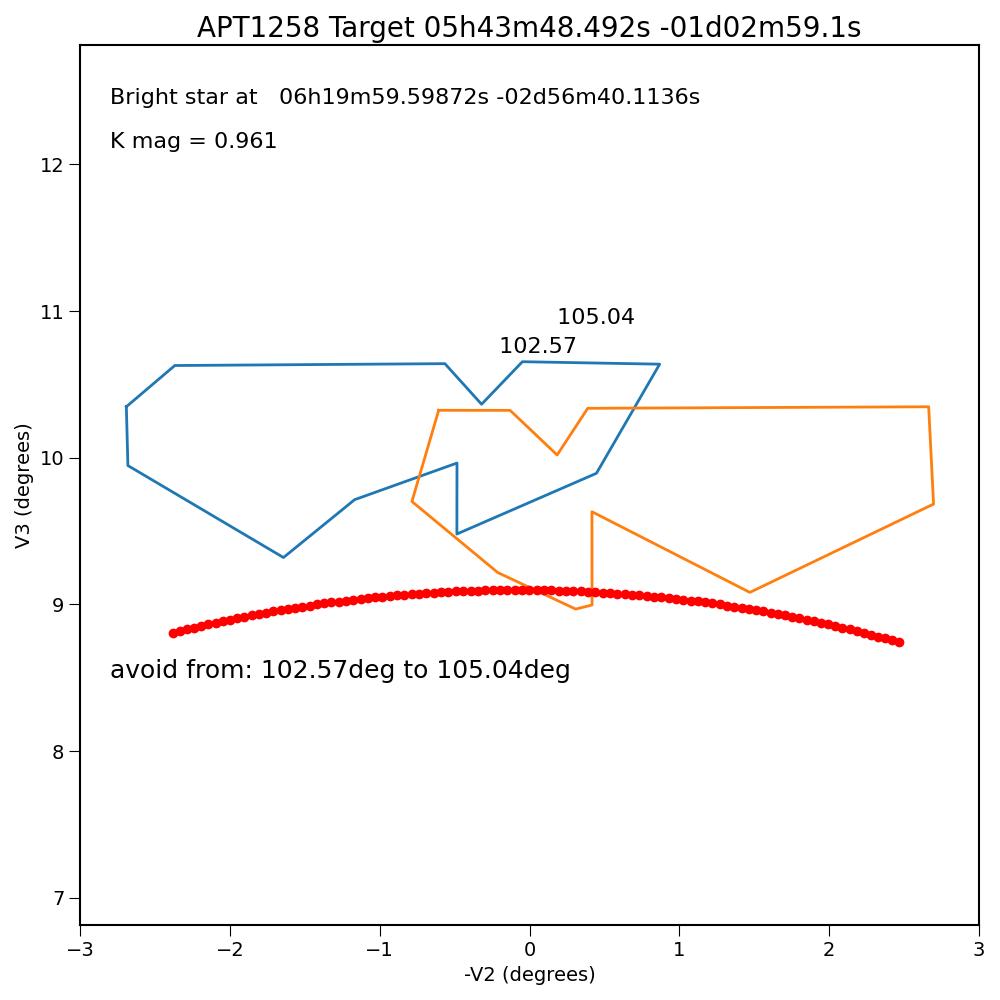 APT1258 Target 05h43m48.492s -01d02m59.1s
Bright star at   06h19m59.59872s -02d56m40.1136s
K mag = 0.961
12
11
10
9
8
7
V3 (degrees)
105.04
102.57
avoid from: 102.57deg to 105.04deg
−3
−2
−1
0
1
2
3
-V2 (degrees)